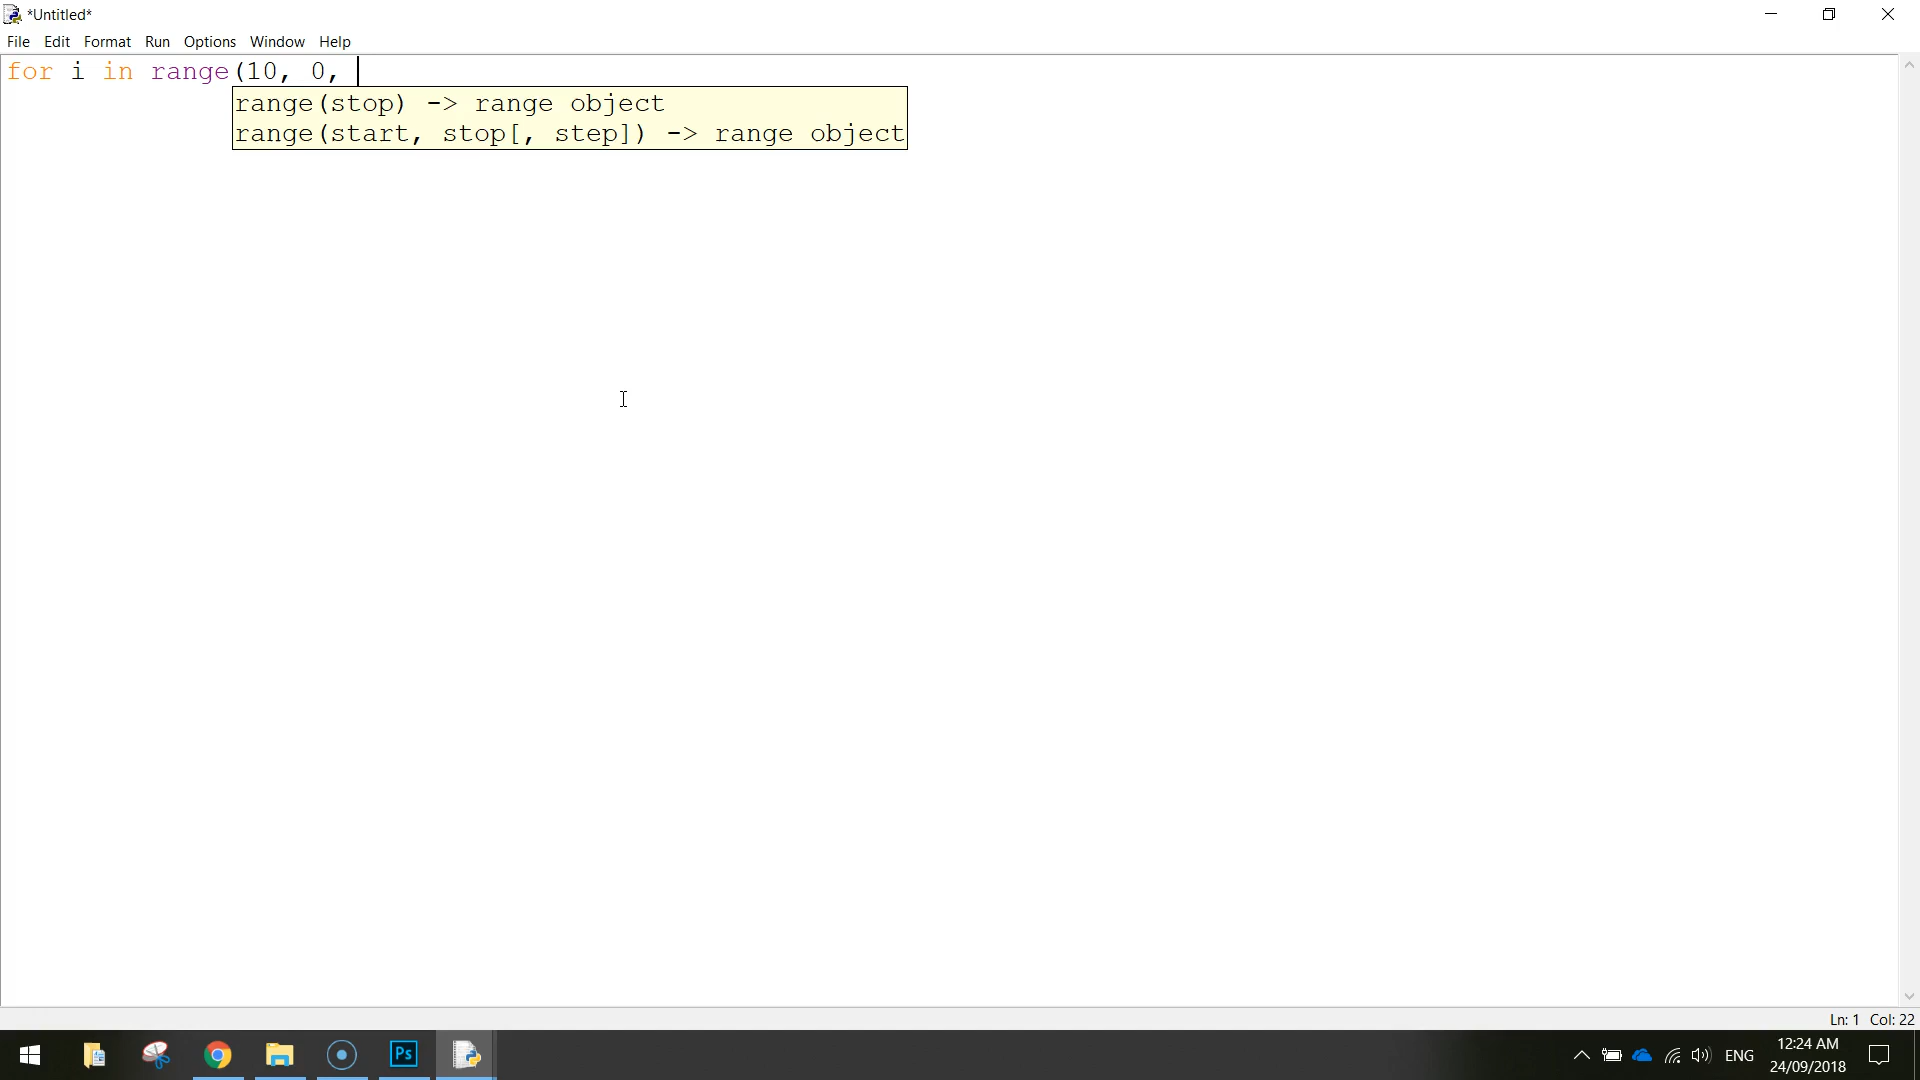 *Untitled*
File Edit Format Run Options Window Help
for i in range(10, 0,
range(stop) -> range object
range(start, stop[, step]) -> range object
Ln: 1 Col: 22
Ps
ENG
12:24 AM
24/09/2018